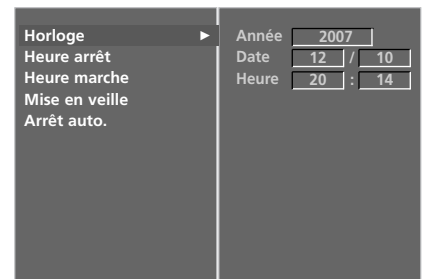 Horloge ►
Heure arrêt
Heure marche
Mise en veille
Arrêt auto.
Année 2007
Date 12 / 10
Heure 20 : 14